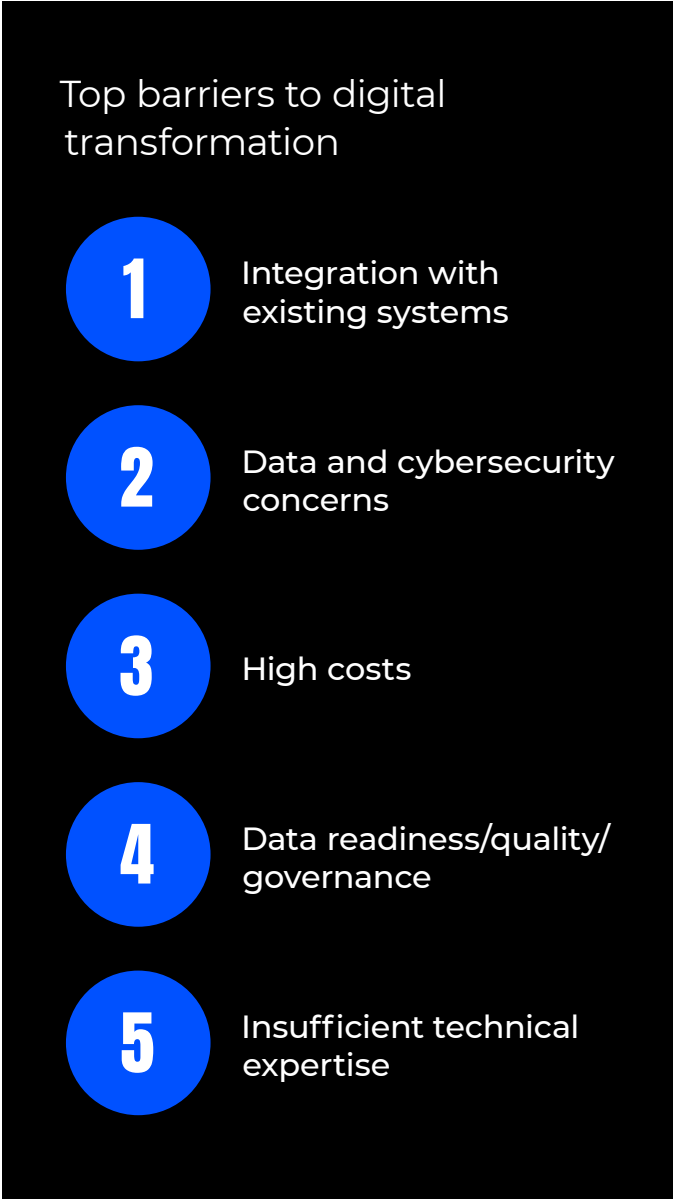 Top barriers to digital
transformation
1
Integration with
existing systems
2
Data and cybersecurity
concerns
3
High costs
4
Data readiness/quality/
governance
5
Insufficient technical
expertise